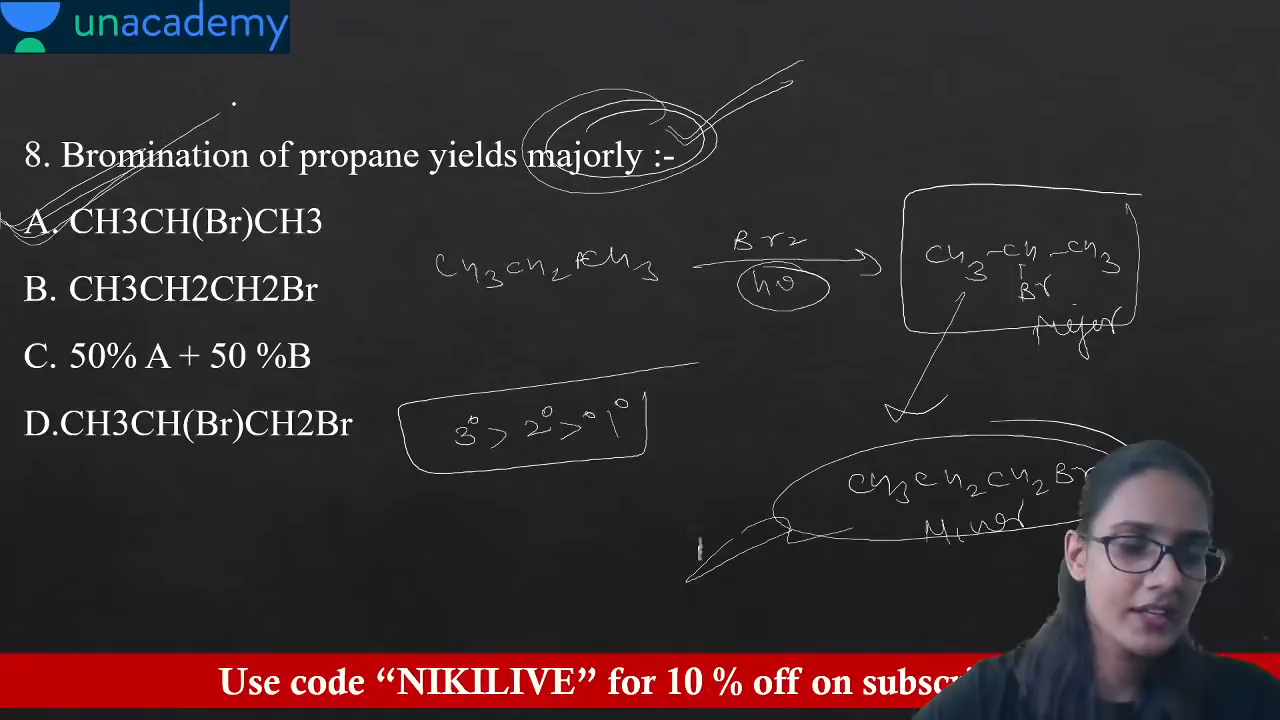 unacademy
8. Bromination of propane yields majorly :-
A. CH3CH(Br)CH3
B. CH3CH2CH2Br
C. 50% A + 50 %B
D.CH3CH(Br)CH2Br
CH3CH2CH3
Br2
hν
CH3-CH-CH3
Br
Major
3° > 2° > 1°
CH3CH2CH2Br
Minor
Use code “NIKILIVE” for 10 % off on